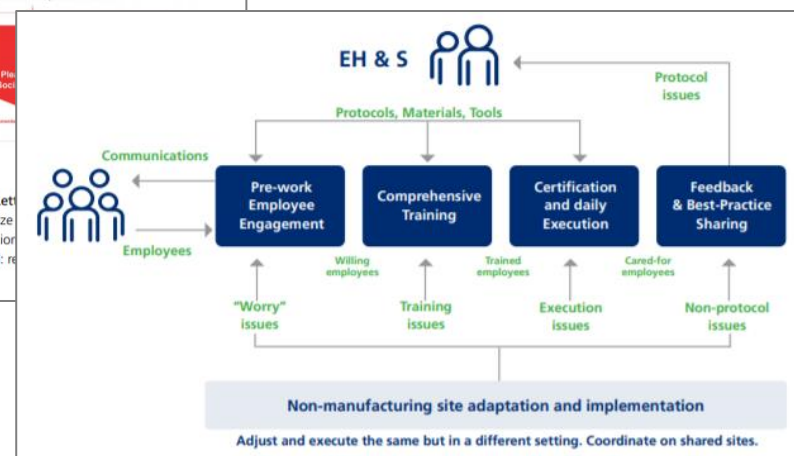 EH & S
Protocol
issues
Protocols, Materials, Tools
Communications
Employees
Pre-work
Employee
Engagement
Comprehensive
Training
Certification
and daily
Execution
Feedback
& Best-Practice
Sharing
Willing
employees
Trained
employees
Cared-for
employees
"Worry"
issues
Training
issues
Execution
issues
Non-protocol
issues
Non-manufacturing site adaptation and implementation
Adjust and execute the same but in a different setting. Coordinate on shared sites.